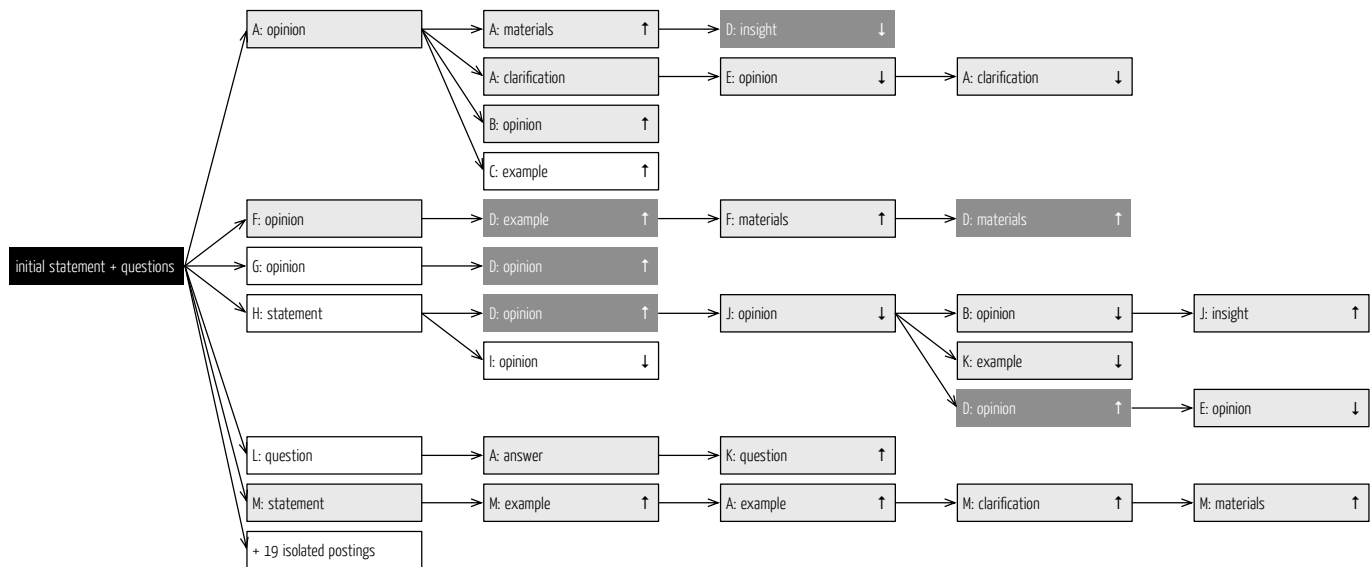 A: opinion
A: materials ↑
D: insight ↓
A: clarification
E: opinion ↓
A: clarification ↓
B: opinion ↑
C: example ↑
F: opinion
D: example ↑
F: materials ↑
D: materials ↑
initial statement + questions
G: opinion
D: opinion ↑
H: statement
D: opinion ↑
J: opinion ↓
B: opinion ↓
J: insight ↑
I: opinion ↓
K: example ↓
D: opinion ↑
E: opinion ↓
L: question
A: answer
K: question ↑
M: statement
M: example ↑
A: example ↑
M: clarification ↑
M: materials ↑
+ 19 isolated postings